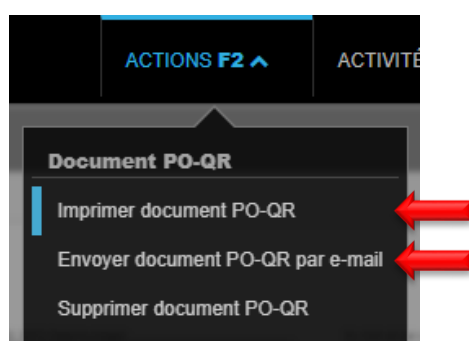 ACTIONS F2 ACTIVITÉ
Document PO-QR
Imprimer document PO-QR
Envoyer document PO-QR par e-mail
Supprimer document PO-QR